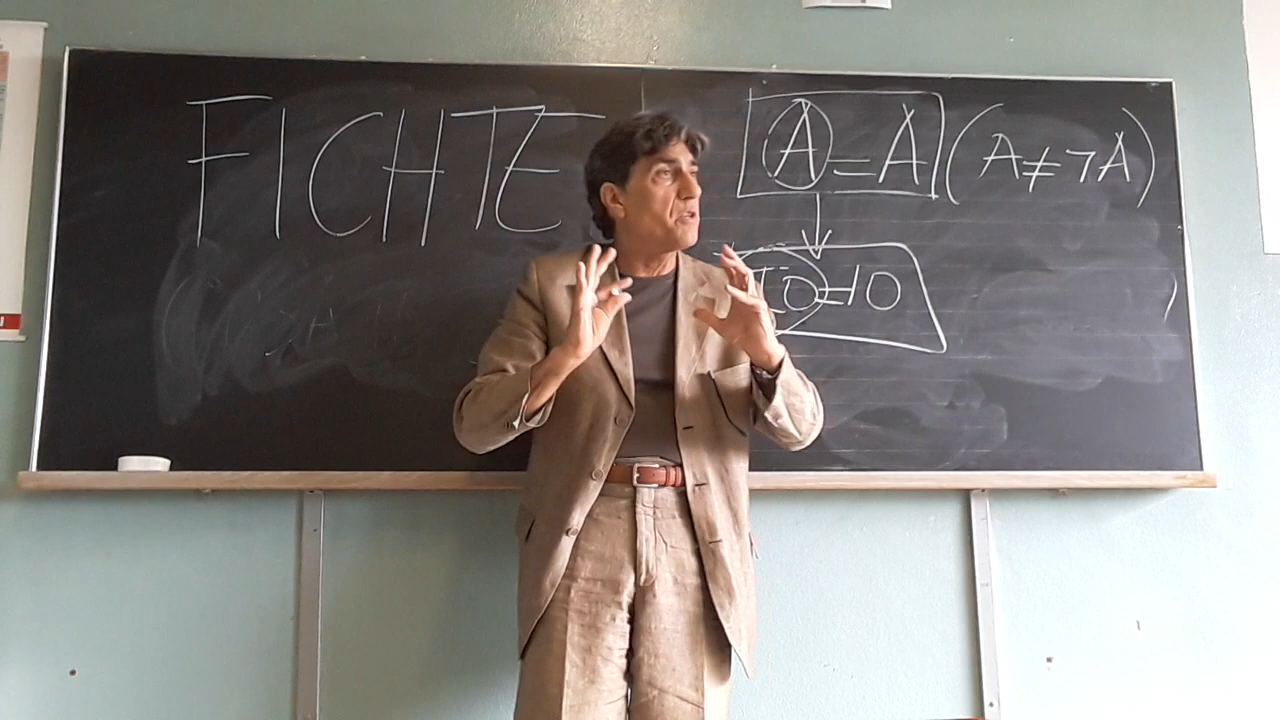 FICHTE
A = A (A ≠ ¬A)
IO = IO